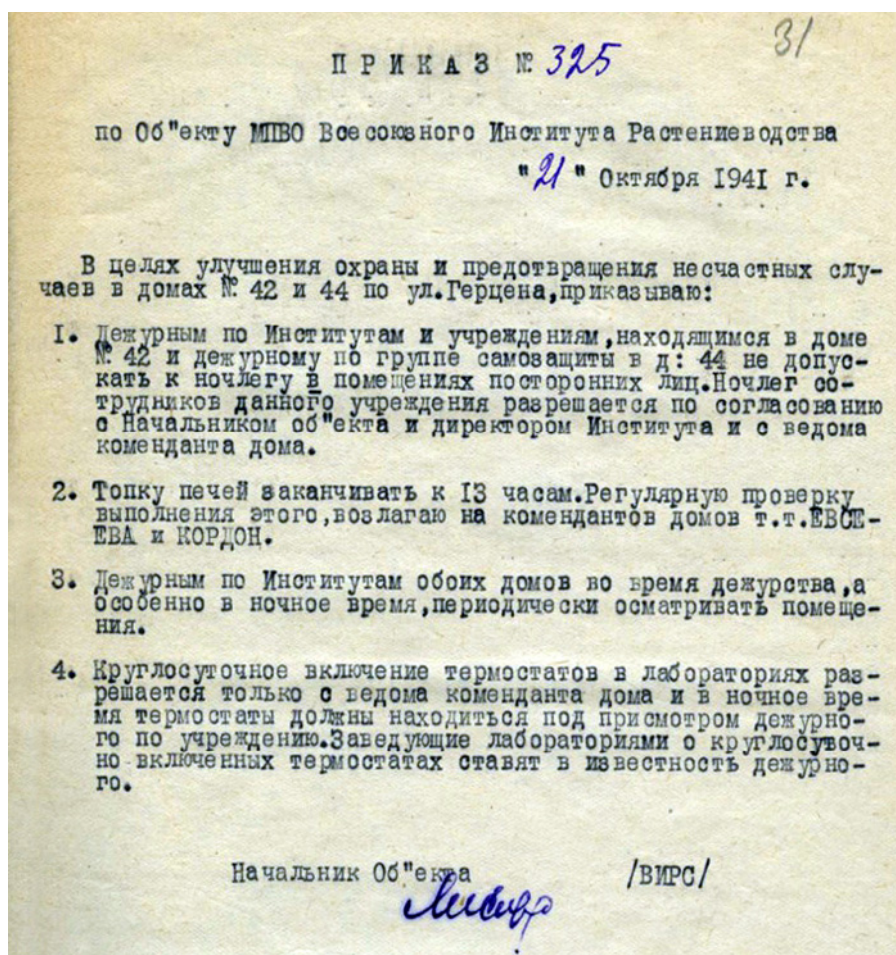 31
ПРИКАЗ № 325
по Об"екту МПВО Всесоюзного Института Растениеводства
"21" Октября 1941 г.
В целях улучшения охраны и предотвращения несчастных слу-
чаев в домах № 42 и 44 по ул.Герцена,приказываю:
1. Дежурным по Институтам и учреждениям,находящимся в доме
№ 42 и дежурному по группе самозащиты в д: 44 не допус-
кать к ночлегу в помещениях посторонних лиц.Ночлег со-
трудников данного учреждения разрешается по согласованию
с Начальником об"екта и директором Института и с ведома
коменданта дома.
2. Топку печей заканчивать к 13 часам.Регулярную проверку
выполнения этого,возлагаю на комендантов домов т.т.ЕВСЕ-
ЕВА и КОРДОН.
3. Дежурным по Институтам обоих домов во время дежурства,а
особенно в ночное время,периодически осматривать помеще-
ния.
4. Круглосуточное включение термостатов в лабораториях раз-
решается только с ведома коменданта дома и в ночное вре-
мя термостаты должны находиться под присмотром дежурно-
го по учреждению.Заведующие лабораториями о круглосуточ-
но включенных термостатах ставят в известность дежурно-
го.
Начальник Об"екта /ВИРС/